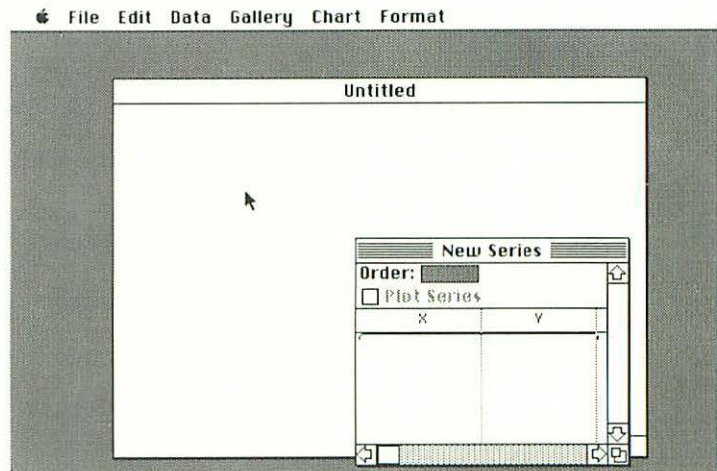 File Edit Data Gallery Chart Format
Untitled
New Series
Order:
Plot Series
X Y